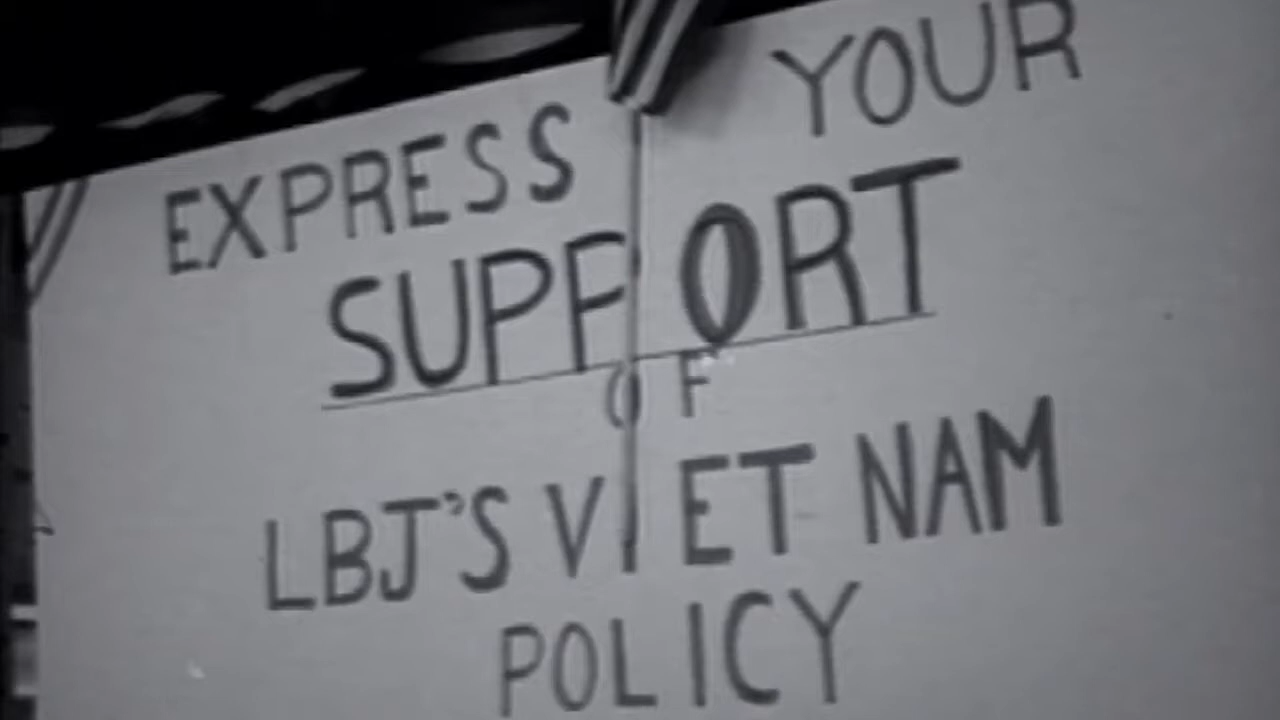 EXPRESS YOUR
SUPPORT
OF
LBJ'S VIET NAM
POLICY